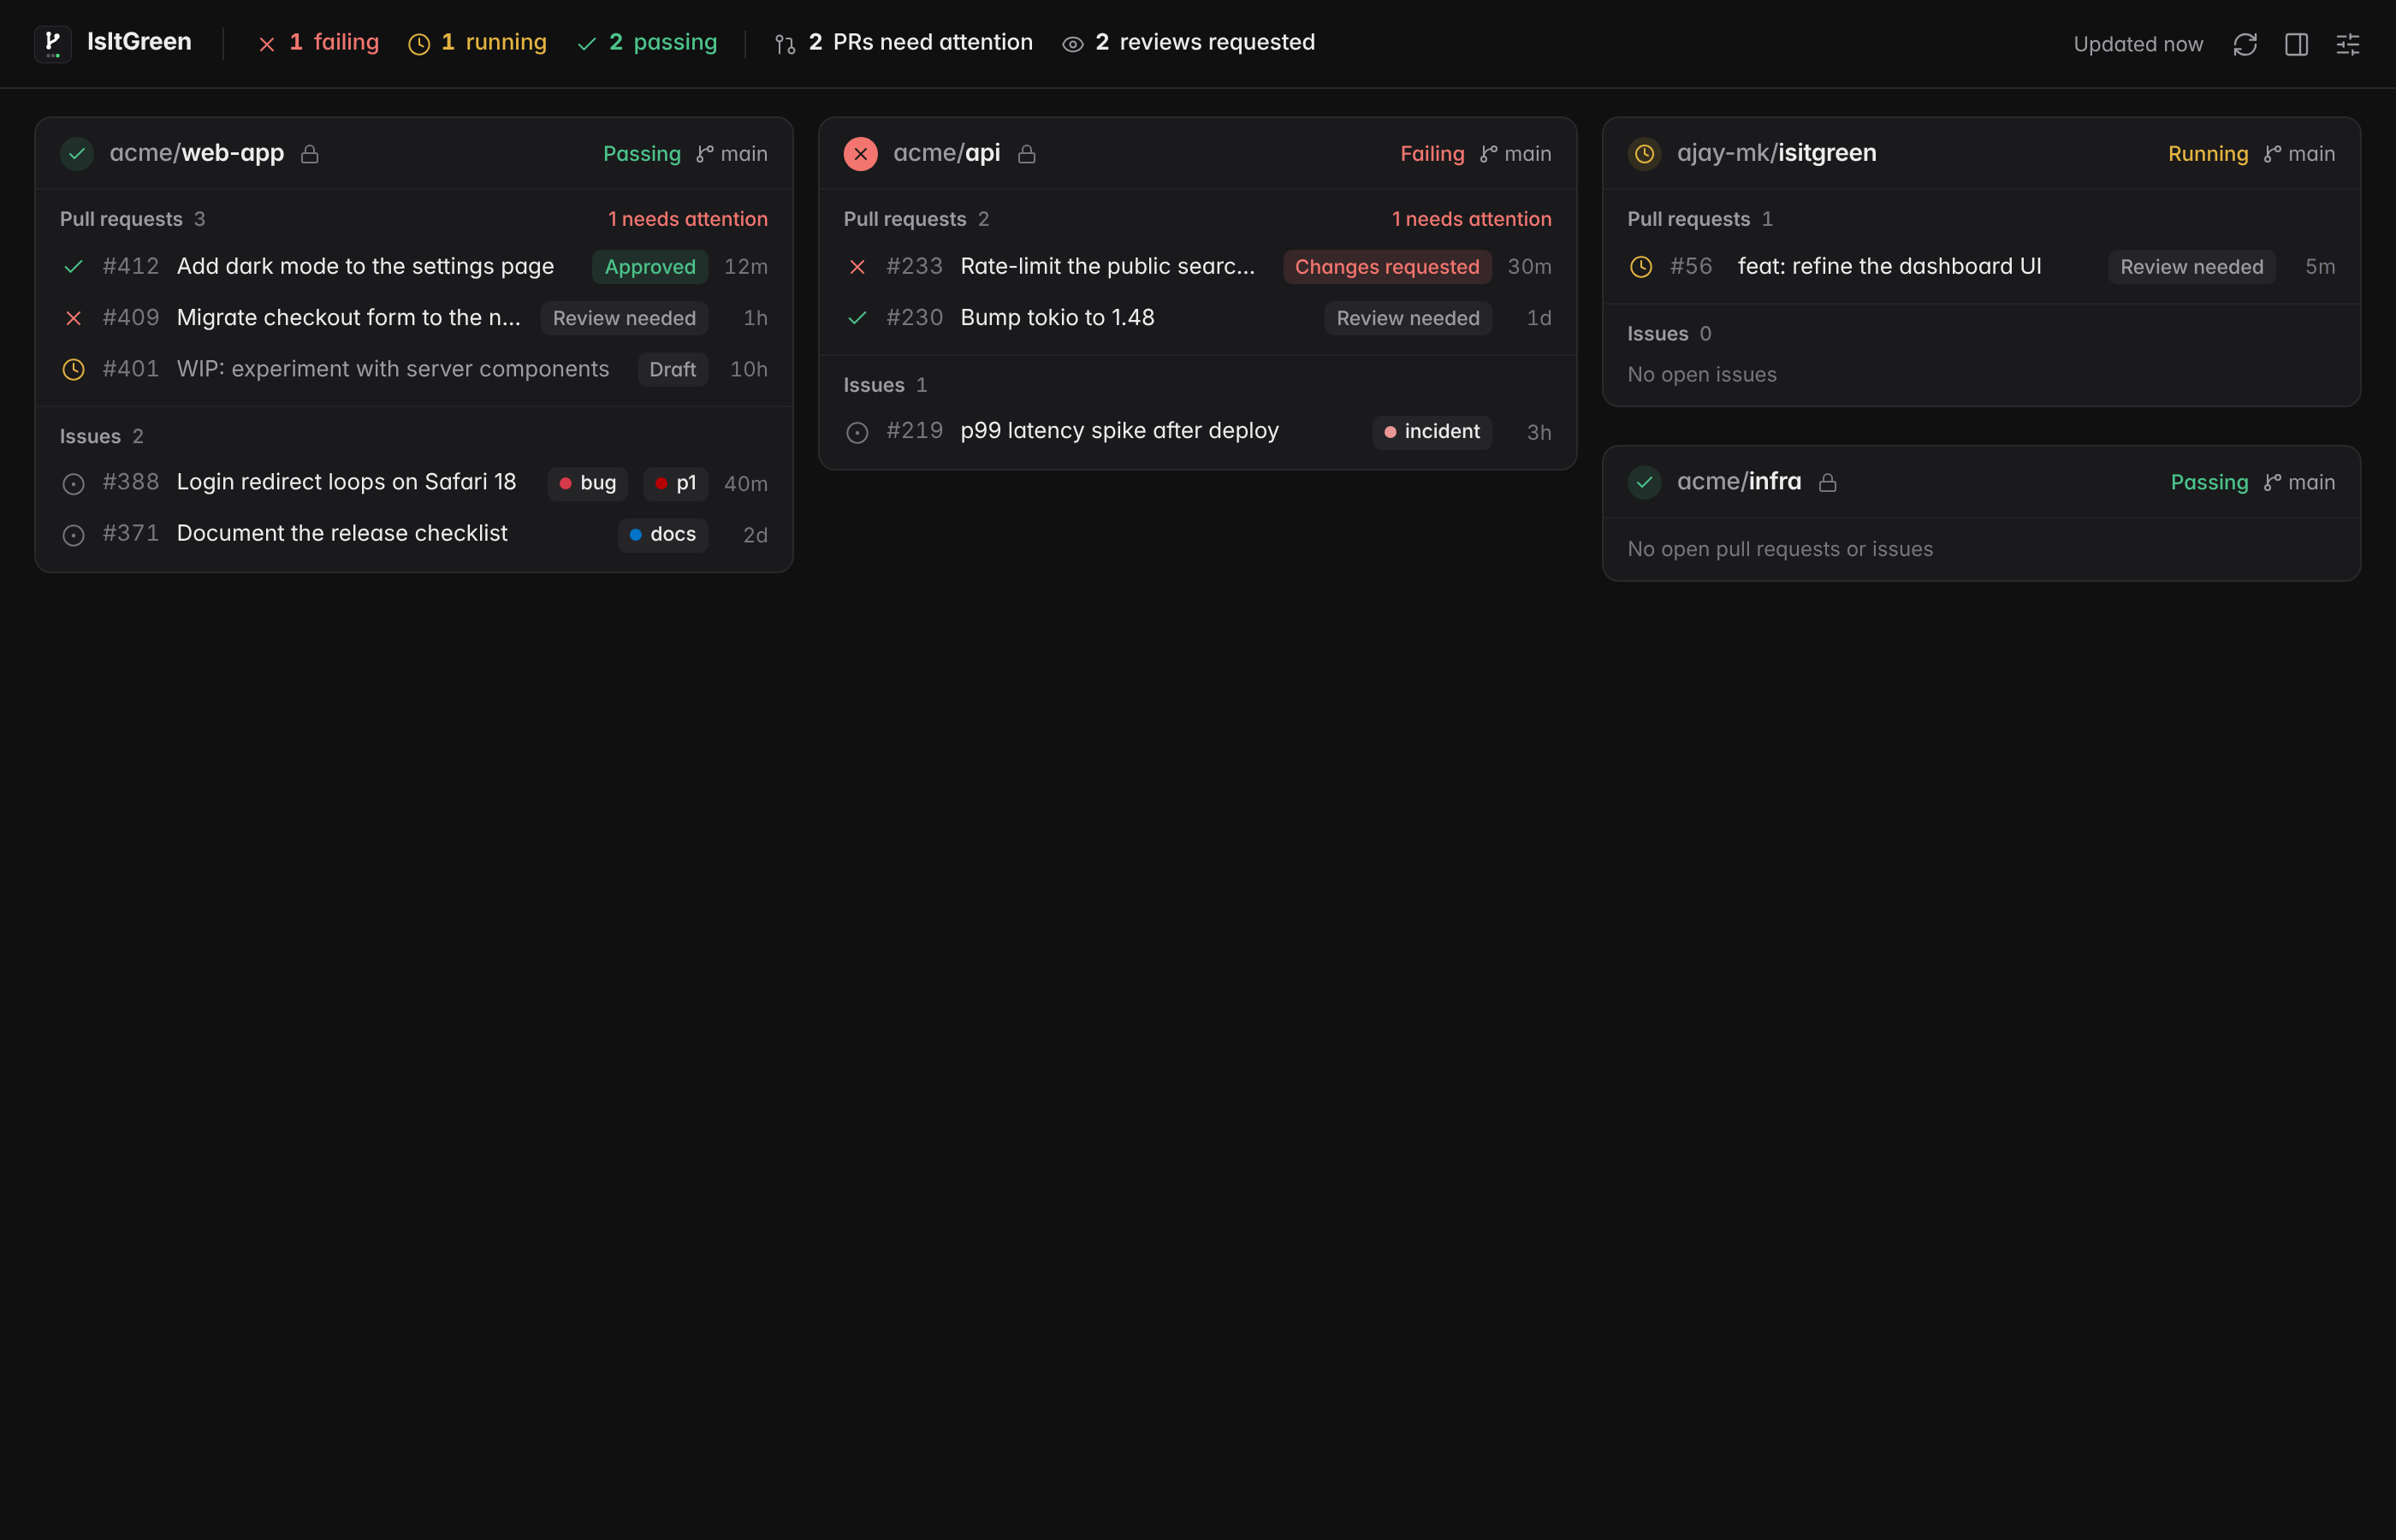 IsItGreen 1 failing 1 running 2 passing 2 PRs need attention 2 reviews requested Updated now
acme/web-app Passing main
Pull requests 3 1 needs attention
#412 Add dark mode to the settings page Approved 12m
#409 Migrate checkout form to the n... Review needed 1h
#401 WIP: experiment with server components Draft 10h
Issues 2
#388 Login redirect loops on Safari 18 bug p1 40m
#371 Document the release checklist docs 2d
acme/api Failing main
Pull requests 2 1 needs attention
#233 Rate-limit the public searc... Changes requested 30m
#230 Bump tokio to 1.48 Review needed 1d
Issues 1
#219 p99 latency spike after deploy incident 3h
ajay-mk/isitgreen Running main
Pull requests 1
#56 feat: refine the dashboard UI Review needed 5m
Issues 0
No open issues
acme/infra Passing main
No open pull requests or issues